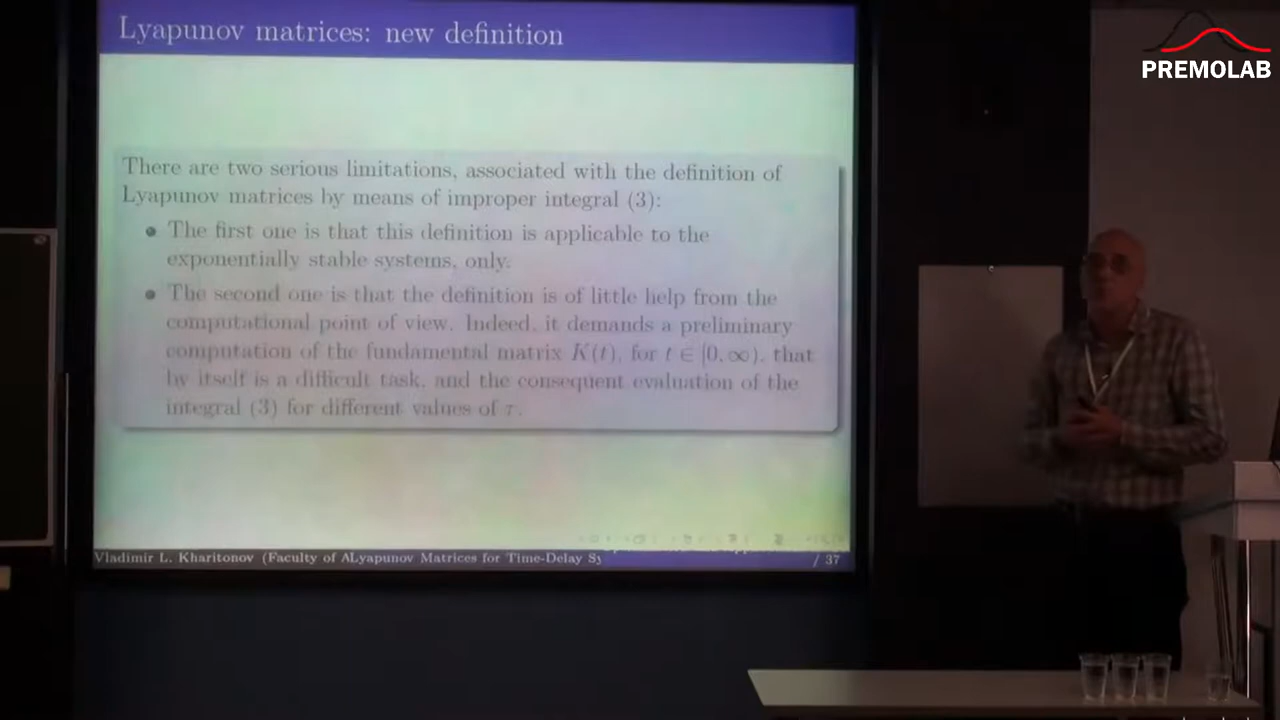 Lyapunov matrices: new definition
PREMOLAB
There are two serious limitations, associated with the definition of
Lyapunov matrices by means of improper integral (3):
• The first one is that this definition is applicable to the
exponentially stable systems, only.
• The second one is that the definition is of little help from the
computational point of view. Indeed, it demands a preliminary
computation of the fundamental matrix K(t), for t ∈ [0, ∞), that
by itself is a difficult task, and the consequent evaluation of the
integral (3) for different values of τ.
Vladimir L. Kharitonov (Faculty of ALyapunov Matrices for Time-Delay Sy
/ 37